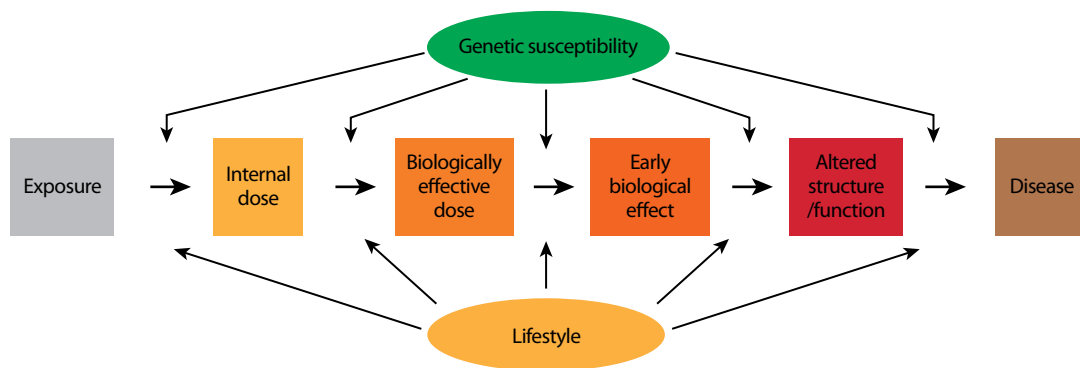 Genetic susceptibility
Exposure
Internal
dose
Biologically
effective
dose
Early
biological
effect
Altered
structure
/function
Disease
Lifestyle